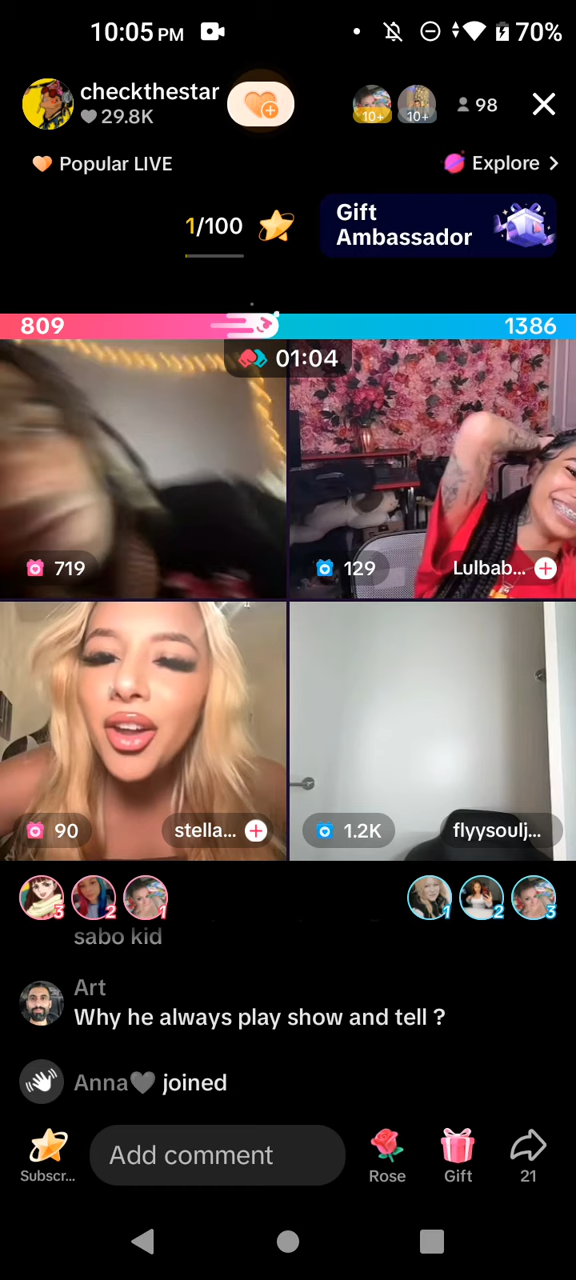 10:05 PM
70%
checkthestar
29.8K
10+
10+
98
Popular LIVE
Explore
1/100
Gift
Ambassador
809
1386
01:04
719
129
Lulbab...
90
stella...
1.2K
flyysoulj...
3
2
1
1
2
3
sabo kid
Art
Why he always play show and tell ?
Anna🖤 joined
Subscr...
Add comment
Rose
Gift
21